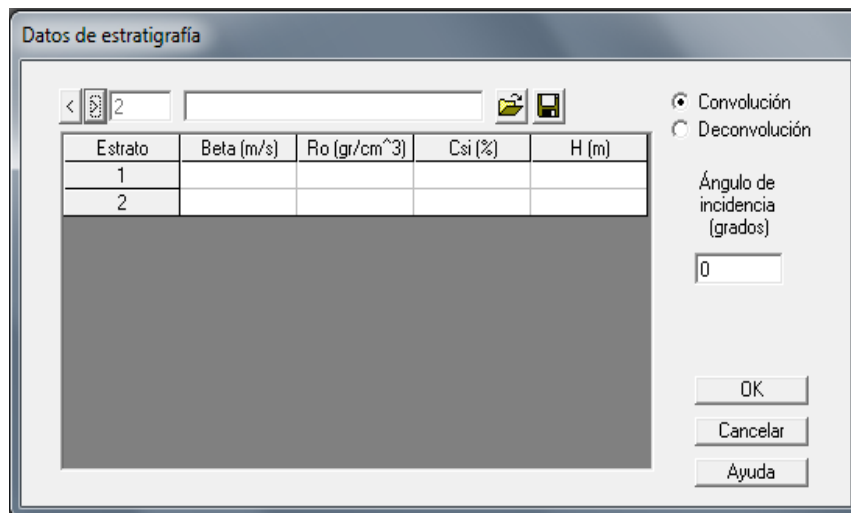 Datos de estratigrafía
< > 2
Convolución
Deconvolución
Estrato Beta (m/s) Ro (gr/cm^3) Csi (%) H (m)
1
2
Ángulo de
incidencia
(grados)
0
OK
Cancelar
Ayuda